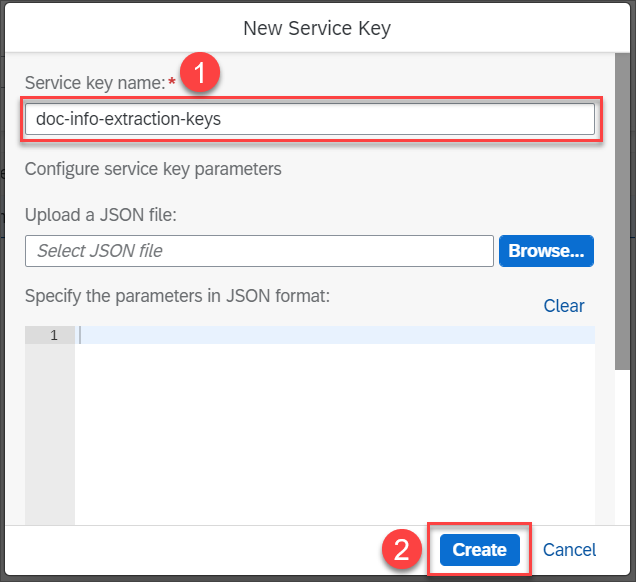 New Service Key
Service key name:* 1
doc-info-extraction-keys
Configure service key parameters
Upload a JSON file:
Select JSON file Browse...
Specify the parameters in JSON format:
Clear
1
2 Create Cancel